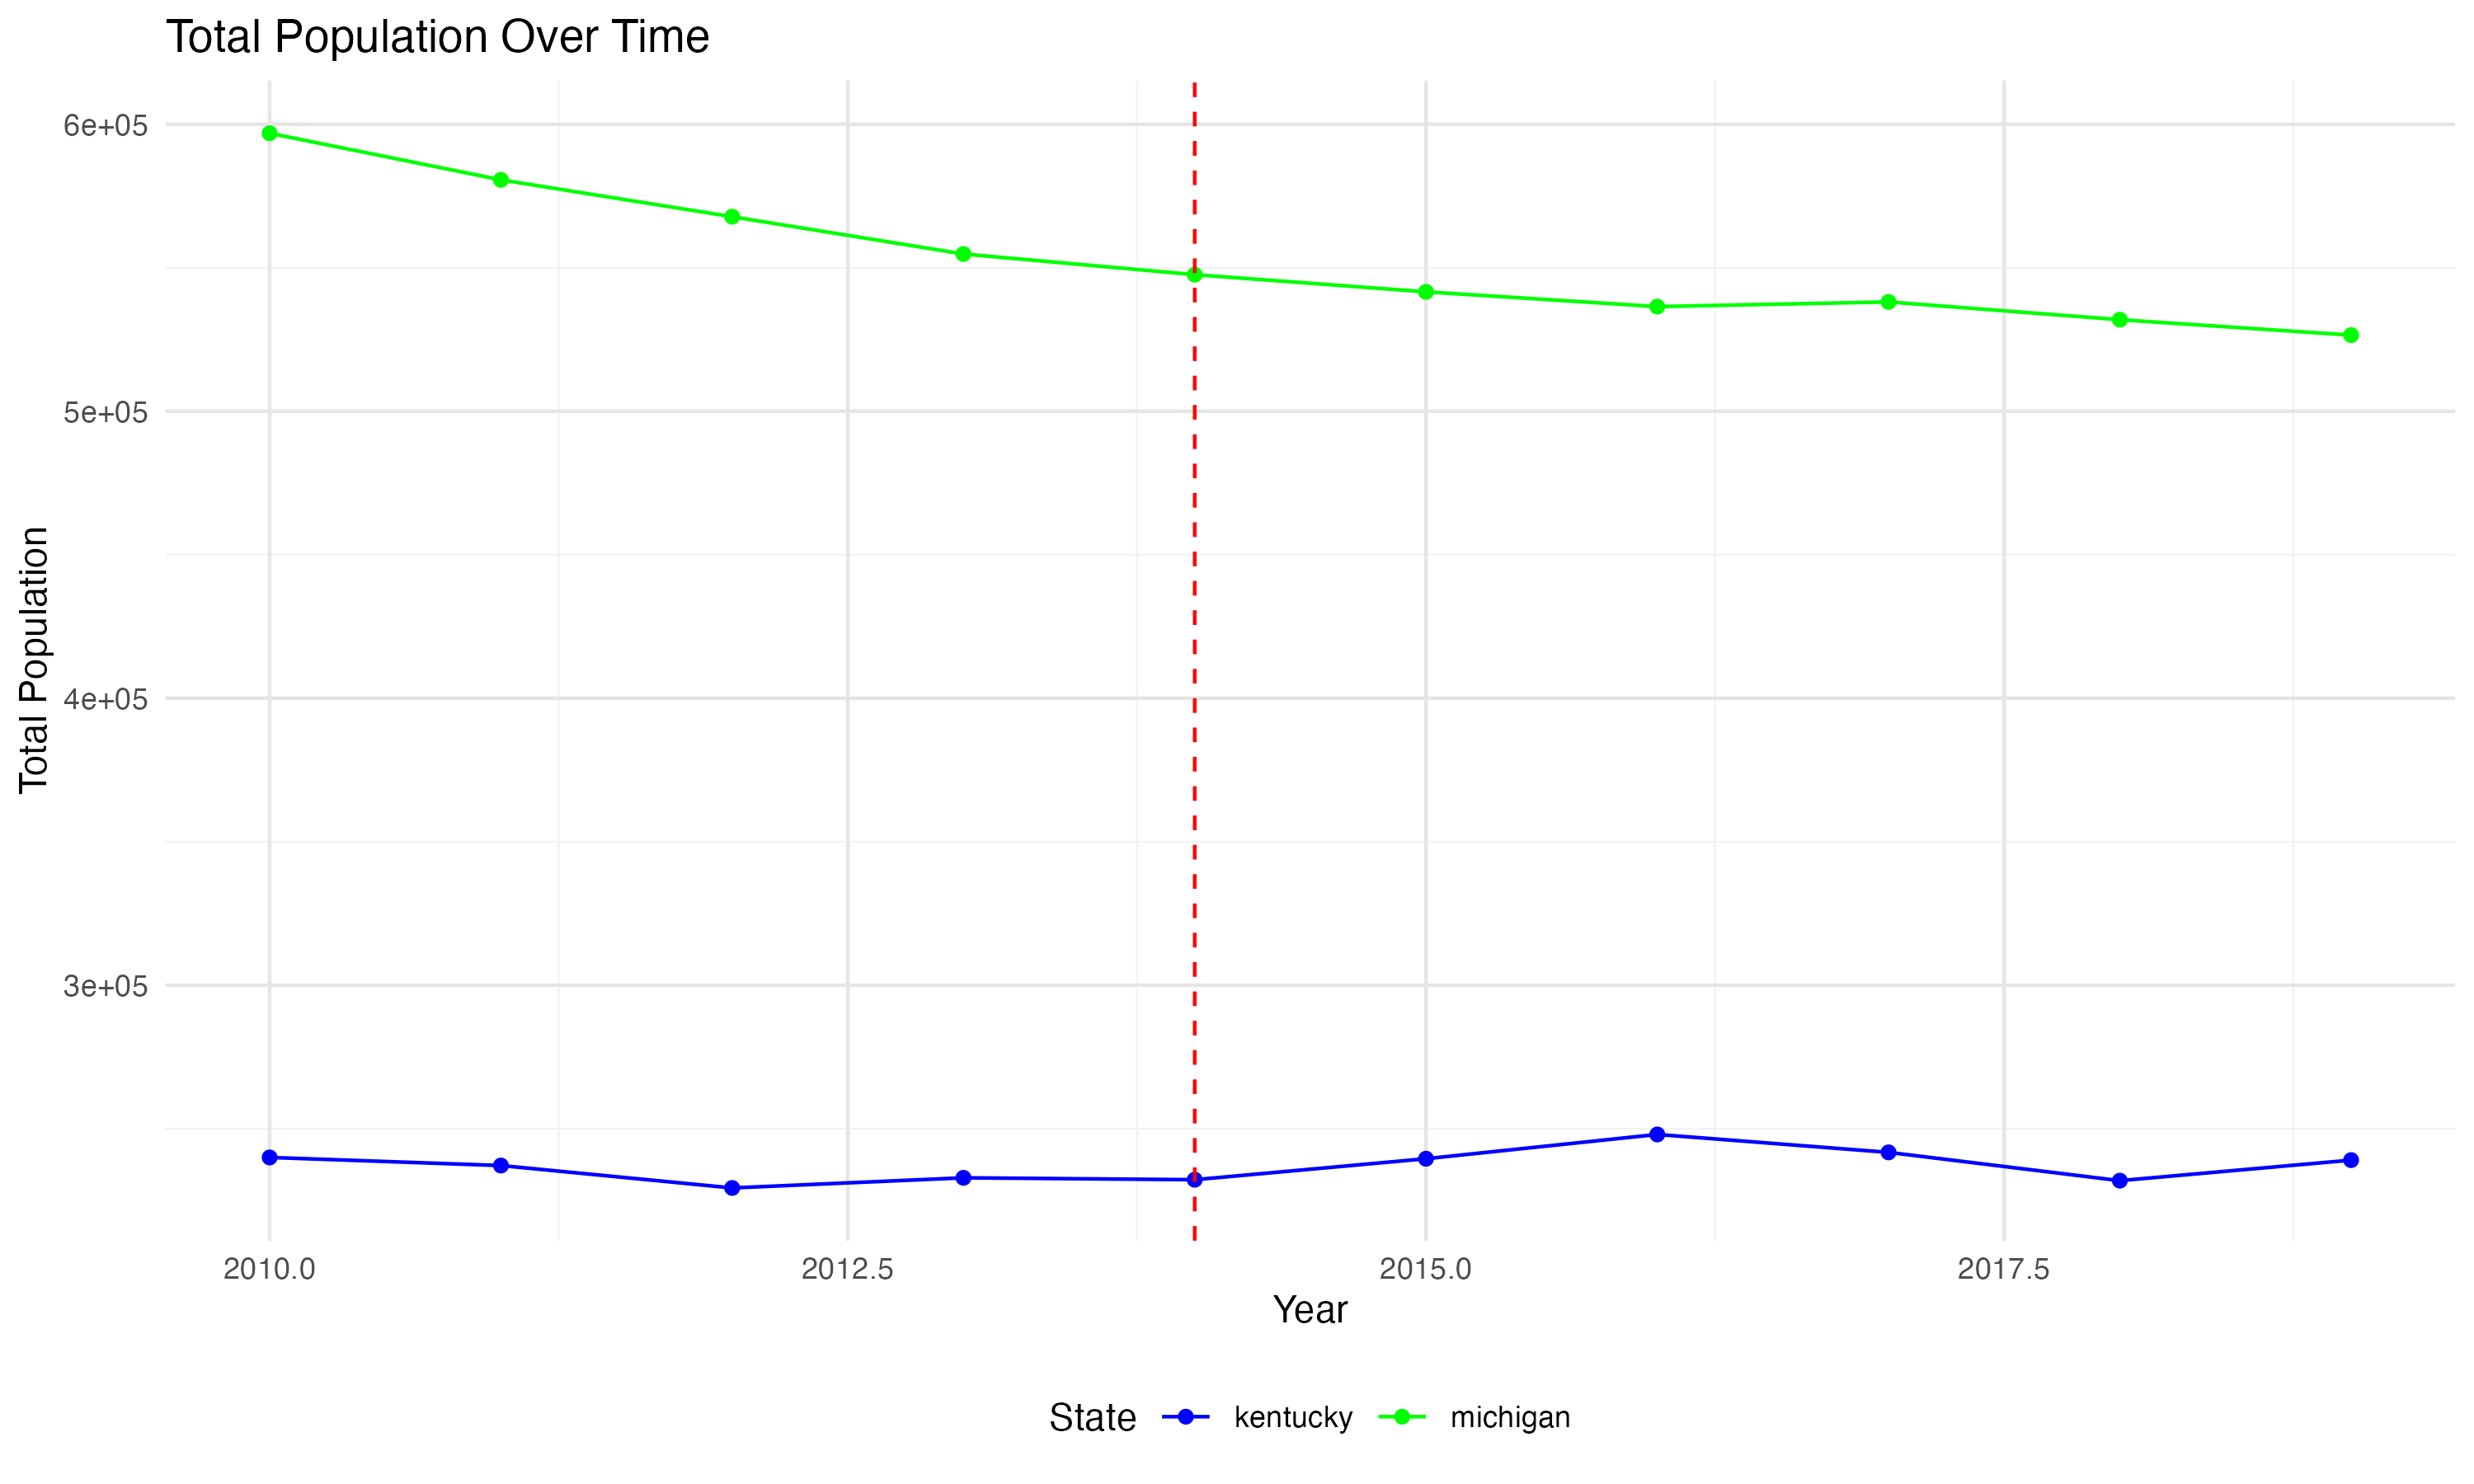 Total Population Over Time
6e+05
5e+05
4e+05
3e+05
Total Population
2010.0 2012.5 2015.0 2017.5
Year
State kentucky michigan